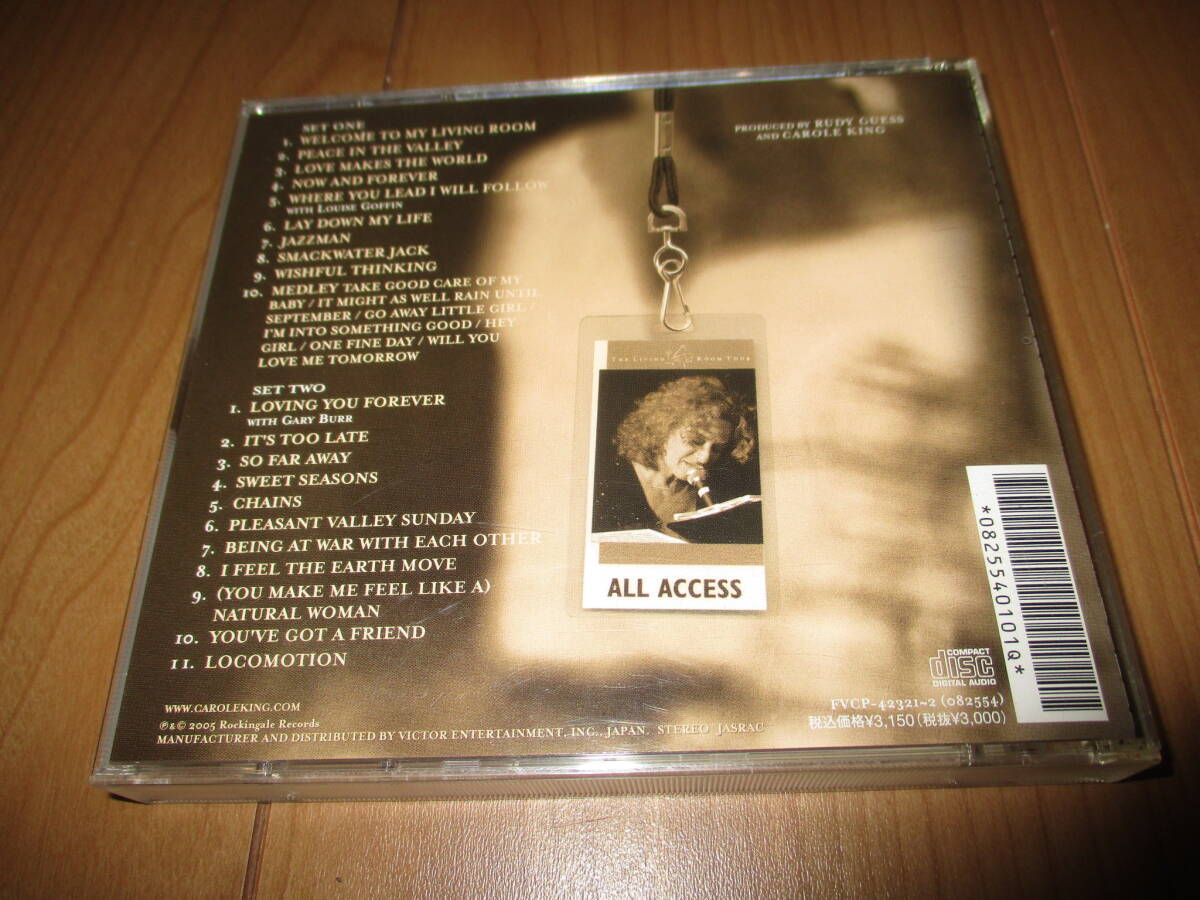 SET ONE
1. WELCOME TO MY LIVING ROOM
2. PEACE IN THE VALLEY
3. LOVE MAKES THE WORLD
4. NOW AND FOREVER
5. WHERE YOU LEAD I WILL FOLLOW
WITH LOUISE GOFFIN
6. LAY DOWN MY LIFE
7. JAZZMAN
8. SMACKWATER JACK
9. WISHFUL THINKING
10. MEDLEY TAKE GOOD CARE OF MY
BABY / IT MIGHT AS WELL RAIN UNTIL
SEPTEMBER / GO AWAY LITTLE GIRL /
I'M INTO SOMETHING GOOD / HEY
GIRL / ONE FINE DAY / WILL YOU
LOVE ME TOMORROW
SET TWO
1. LOVING YOU FOREVER
WITH GARY BURR
2. IT'S TOO LATE
3. SO FAR AWAY
4. SWEET SEASONS
5. CHAINS
6. PLEASANT VALLEY SUNDAY
7. BEING AT WAR WITH EACH OTHER
8. I FEEL THE EARTH MOVE
9. (YOU MAKE ME FEEL LIKE A)
NATURAL WOMAN
10. YOU'VE GOT A FRIEND
11. LOCOMOTION
WWW.CAROLEKING.COM
℗&© 2005 Rockingale Records
MANUFACTURER AND DISTRIBUTED BY VICTOR ENTERTAINMENT, INC., JAPAN. STEREO JASRAC
PRODUCED BY RUDY GUESS
AND CAROLE KING
THE LIVING ROOM TOUR
ALL ACCESS
*0825540101Q*
COMPACT
disc
DIGITAL AUDIO
FVCP-42321~2 (082554)
税込価格¥3,150(税抜¥3,000)